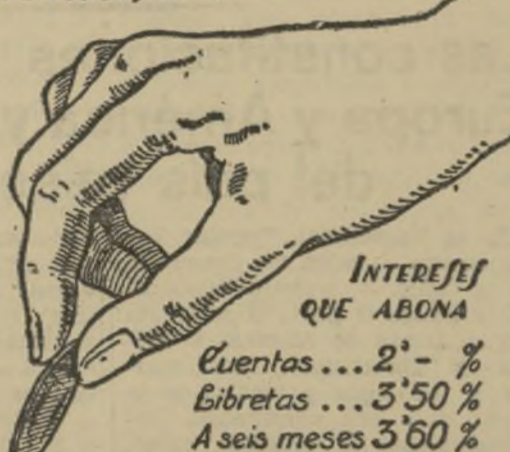 INTERESES
QUE ABONA
Cuentas ... 2'- %
Libretas ... 3'50 %
A seis meses 3'60 %